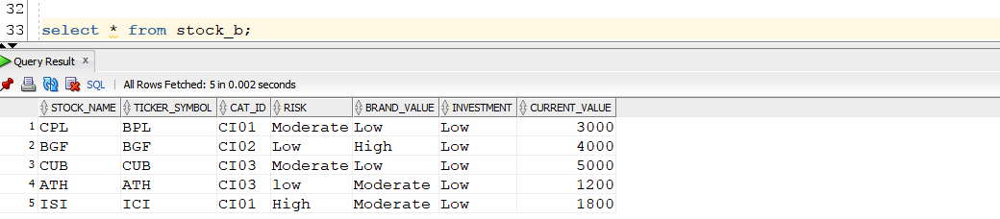 32
33 select * from stock_b;
Query Result x
SQL | All Rows Fetched: 5 in 0.002 seconds
STOCK_NAME TICKER_SYMBOL CAT_ID RISK BRAND_VALUE INVESTMENT CURRENT_VALUE
1 CPL BPL CI01 Moderate Low Low 3000
2 BGF BGF CI02 Low High Low 4000
3 CUB CUB CI03 Moderate Low Low 5000
4 ATH ATH CI03 low Moderate Low 1200
5 ISI ICI CI01 High Moderate Low 1800